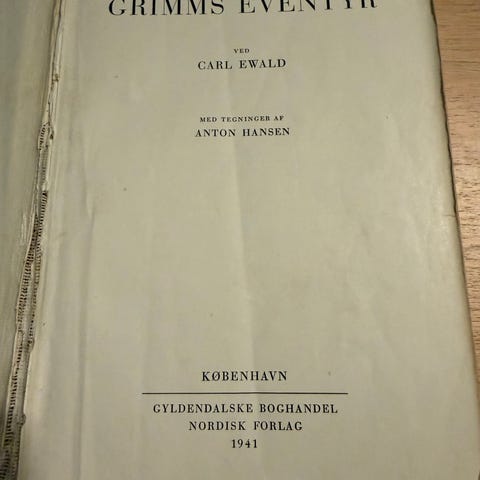 GRIMMS EVENTYR
VED
CARL EWALD
MED TEGNINGER AF
ANTON HANSEN
KØBENHAVN
GYLDENDALSKE BOGHANDEL
NORDISK FORLAG
1941